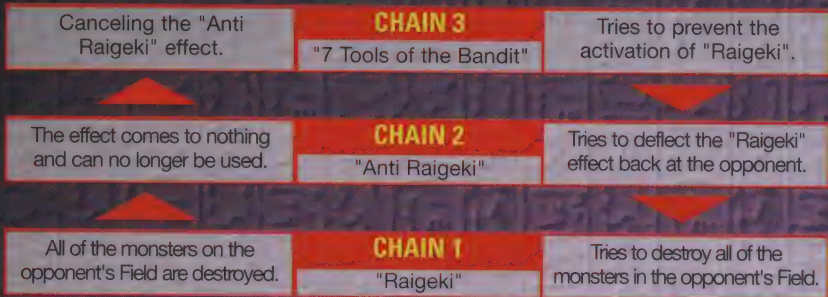 Canceling the "Anti
Raigeki" effect.
CHAIN 3
"7 Tools of the Bandit"
Tries to prevent the
activation of "Raigeki".
The effect comes to nothing
and can no longer be used.
CHAIN 2
"Anti Raigeki"
Tries to deflect the "Raigeki"
effect back at the opponent.
All of the monsters on the
opponent's Field are destroyed.
CHAIN 1
"Raigeki"
Tries to destroy all of the
monsters in the opponent's Field.